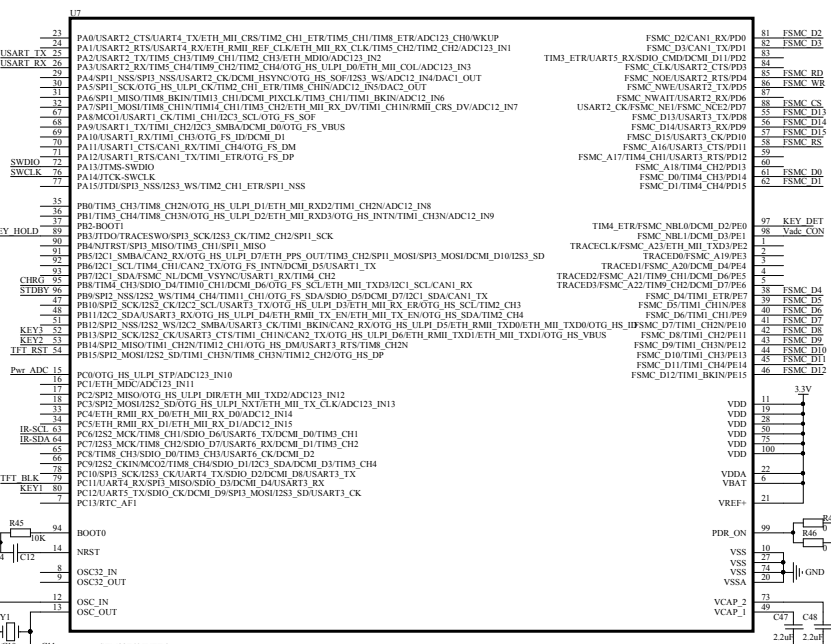 U7
23 PA0/USART2_CTS/UART4_TX/ETH_MII_CRS/TIM2_CH1_ETR/TIM5_CH1/TIM8_ETR/ADC123_CH0/WKUP
24 PA1/USART2_RTS/UART4_RX/ETH_RMII_REF_CLK/ETH_MII_RX_CLK/TIM5_CH2/TIM2_CH2/ADC123_IN1
USART_TX 25 PA2/USART2_TX/TIM5_CH3/TIM9_CH1/TIM2_CH3/ETH_MDIO/ADC123_IN2
USART_RX 26 PA3/USART2_RX/TIM5_CH4/TIM9_CH2/TIM2_CH4/OTG_HS_ULPI_D0/ETH_MII_COL/ADC123_IN3
29 PA4/SPI1_NSS/SPI3_NSS/USART2_CK/DCMI_HSYNC/OTG_HS_SOF/I2S3_WS/ADC12_IN4/DAC1_OUT
30 PA5/SPI1_SCK/OTG_HS_ULPI_CK/TIM2_CH1_ETR/TIM8_CHIN/ADC12_IN5/DAC2_OUT
31 PA6/SPI1_MISO/TIM8_BKIN/TIM13_CH1/DCMI_PIXCLK/TIM3_CH1/TIM1_BKIN/ADC12_IN6
32 PA7/SPI1_MOSI/TIM8_CH1N/TIM14_CH1/TIM3_CH2/ETH_MII_RX_DV/TIM1_CH1N/RMII_CRS_DV/ADC12_IN7
67 PA8/MCO1/USART1_CK/TIM1_CH1/I2C3_SCL/OTG_FS_SOF
68 PA9/USART1_TX/TIM1_CH2/I2C3_SMBA/DCMI_D0/OTG_FS_VBUS
69 PA10/USART1_RX/TIM1_CH3/OTG_FS_ID/DCMI_D1
70 PA11/USART1_CTS/CAN1_RX/TIM1_CH4/OTG_FS_DM
71 PA12/USART1_RTS/CAN1_TX/TIM1_ETR/OTG_FS_DP
SWDIO 72 PA13/JTMS-SWDIO
SWCLK 76 PA14/JTCK-SWCLK
77 PA15/JTDI/SPI3_NSS/I2S3_WS/TIM2_CH1_ETR/SPI1_NSS
35 PB0/TIM3_CH3/TIM8_CH2N/OTG_HS_ULPI_D1/ETH_MII_RXD2/TIM1_CH2N/ADC12_IN8
36 PB1/TIM3_CH4/TIM8_CH3N/OTG_HS_ULPI_D2/ETH_MII_RXD3/OTG_HS_INTN/TIM1_CH3N/ADC12_IN9
37 PB2-BOOT1
EY_HOLD 89 PB3/JTDO/TRACESWO/SPI3_SCK/I2S3_CK/TIM2_CH2/SPI1_SCK
90 PB4/NJTRST/SPI3_MISO/TIM3_CH1/SPI1_MISO
91 PB5/I2C1_SMBA/CAN2_RX/OTG_HS_ULPI_D7/ETH_PPS_OUT/TIM3_CH2/SPI1_MOSI/SPI3_MOSI/DCMI_D10/I2S3_SD
92 PB6/I2C1_SCL/TIM4_CH1/CAN2_TX/OTG_FS_INTN/DCMI_D5/USART1_TX
93 PB7/I2C1_SDA/FSMC_NL/DCMI_VSYNC/USART1_RX/TIM4_CH2
CHRG 95 PB8/TIM4_CH3/SDIO_D4/TIM10_CH1/DCMI_D6/OTG_FS_SCL/ETH_MII_TXD3/I2C1_SCL/CAN1_RX
STDBY 96 PB9/SPI2_NSS/I2S2_WS/TIM4_CH4/TIM11_CH1/OTG_FS_SDA/SDIO_D5/DCMI_D7/I2C1_SDA/CAN1_TX
47 PB10/SPI2_SCK/I2S2_CK/I2C2_SCL/USART3_TX/OTG_HS_ULPI_D3/ETH_MII_RX_ER/OTG_HS_SCL/TIM2_CH3
48 PB11/I2C2_SDA/USART3_RX/OTG_HS_ULPI_D4/ETH_RMII_TX_EN/ETH_MII_TX_EN/OTG_HS_SDA/TIM2_CH4
51 PB12/SPI2_NSS/I2S2_WS/I2C2_SMBA/USART3_CK/TIM1_BKIN/CAN2_RX/OTG_HS_ULPI_D5/ETH_RMII_TXD0/ETH_MII_TXD0/OTG_HS_ID
KEY3 52 PB13/SPI2_SCK/I2S2_CK/USART3_CTS/TIM1_CH1N/CAN2_TX/OTG_HS_ULPI_D6/ETH_RMII_TXD1/ETH_MII_TXD1/OTG_HS_VBUS
KEY2 53 PB14/SPI2_MISO/TIM1_CH2N/TIM12_CH1/OTG_HS_DM/USART3_RTS/TIM8_CH2N
TFT_RST 54 PB15/SPI2_MOSI/I2S2_SD/TIM1_CH3N/TIM8_CH3N/TIM12_CH2/OTG_HS_DP
Pwr_ADC 15 PC0/OTG_HS_ULPI_STP/ADC123_IN10
16 PC1/ETH_MDC/ADC123_IN11
17 PC2/SPI2_MISO/OTG_HS_ULPI_DIR/ETH_MII_TXD2/ADC123_IN12
18 PC3/SPI2_MOSI/I2S2_SD/OTG_HS_ULPI_NXT/ETH_MII_TX_CLK/ADC123_IN13
33 PC4/ETH_RMII_RX_D0/ETH_MII_RX_D0/ADC12_IN14
34 PC5/ETH_RMII_RX_D1/ETH_MII_RX_D1/ADC12_IN15
IR-SCL 63 PC6/I2S2_MCK/TIM8_CH1/SDIO_D6/USART6_TX/DCMI_D0/TIM3_CH1
IR-SDA 64 PC7/I2S3_MCK/TIM8_CH2/SDIO_D7/USART6_RX/DCMI_D1/TIM3_CH2
65 PC8/TIM8_CH3/SDIO_D0/TIM3_CH3/USART6_CK/DCMI_D2
66 PC9/I2S2_CKIN/MCO2/TIM8_CH4/SDIO_D1/I2C3_SDA/DCMI_D3/TIM3_CH4
78 PC10/SPI3_SCK/I2S3_CK/UART4_TX/SDIO_D2/DCMI_D8/USART3_TX
TFT_BLK 79 PC11/UART4_RX/SPI3_MISO/SDIO_D3/DCMI_D4/USART3_RX
KEY1 80 PC12/UART5_TX/SDIO_CK/DCMI_D9/SPI3_MOSI/I2S3_SD/USART3_CK
7 PC13/RTC_AF1
R45
10K
94 BOOT0
14 NRST
4 C12
8 OSC32_IN
9 OSC32_OUT
12 OSC_IN
13 OSC_OUT
Y1
FSMC_D2/CAN1_RX/PD0 81 FSMC_D2
FSMC_D3/CAN1_TX/PD1 82 FSMC_D3
TIM3_ETR/UART5_RX/SDIO_CMD/DCMI_D11/PD2 83
FSMC_CLK/USART2_CTS/PD3 84
FSMC_NOE/USART2_RTS/PD4 85 FSMC_RD
FSMC_NWE/USART2_TX/PD5 86 FSMC_WR
FSMC_NWAIT/USART2_RX/PD6 87
USART2_CK/FSMC_NE1/FSMC_NCE2/PD7 88 FSMC_CS
FSMC_D13/USART3_TX/PD8 55 FSMC_D13
FSMC_D14/USART3_RX/PD9 56 FSMC_D14
FMSC_D15/USART3_CK/PD10 57 FSMC_D15
FSMC_A16/USART3_CTS/PD11 58 FSMC_RS
FSMC_A17/TIM4_CH1/USART3_RTS/PD12 59
FSMC_A18/TIM4_CH2/PD13 60
FSMC_D0/TIM4_CH3/PD14 61 FSMC_D0
FSMC_D1/TIM4_CH4/PD15 62 FSMC_D1
TIM4_ETR/FSMC_NBL0/DCMI_D2/PE0 97 KEY_DET
FSMC_NBL1/DCMI_D3/PE1 98 Vadc_CON
TRACECLK/FSMC_A23/ETH_MII_TXD3/PE2 1
TRACED0/FSMC_A19/PE3 2
TRACED1/FSMC_A20/DCMI_D4/PE4 3
TRACED2/FSMC_A21/TIM9_CH1/DCMI_D6/PE5 4
TRACED3/FSMC_A22/TIM9_CH2/DCMI_D7/PE6 5
FSMC_D4/TIM1_ETR/PE7 38 FSMC_D4
FSMC_D5/TIM1_CH1N/PE8 39 FSMC_D5
FSMC_D6/TIM1_CH1/PE9 40 FSMC_D6
FSMC_D7/TIM1_CH2N/PE10 41 FSMC_D7
FSMC_D8/TIM1_CH2/PE11 42 FSMC_D8
FSMC_D9/TIM1_CH3N/PE12 43 FSMC_D9
FSMC_D10/TIM1_CH3/PE13 44 FSMC_D10
FSMC_D11/TIM1_CH4/PE14 45 FSMC_D11
FSMC_D12/TIM1_BKIN/PE15 46 FSMC_D12
3.3V
VDD 11
VDD 19
VDD 28
VDD 50
VDD 75
VDD 100
VDDA 22
VBAT 6
VREF+ 21
PDR_ON 99
R4
0
R46
0
VSS 10
VSS 27
VSS 74
VSSA 20
GND
VCAP_2 73
VCAP_1 49
C47 C48
2.2uF 2.2uF